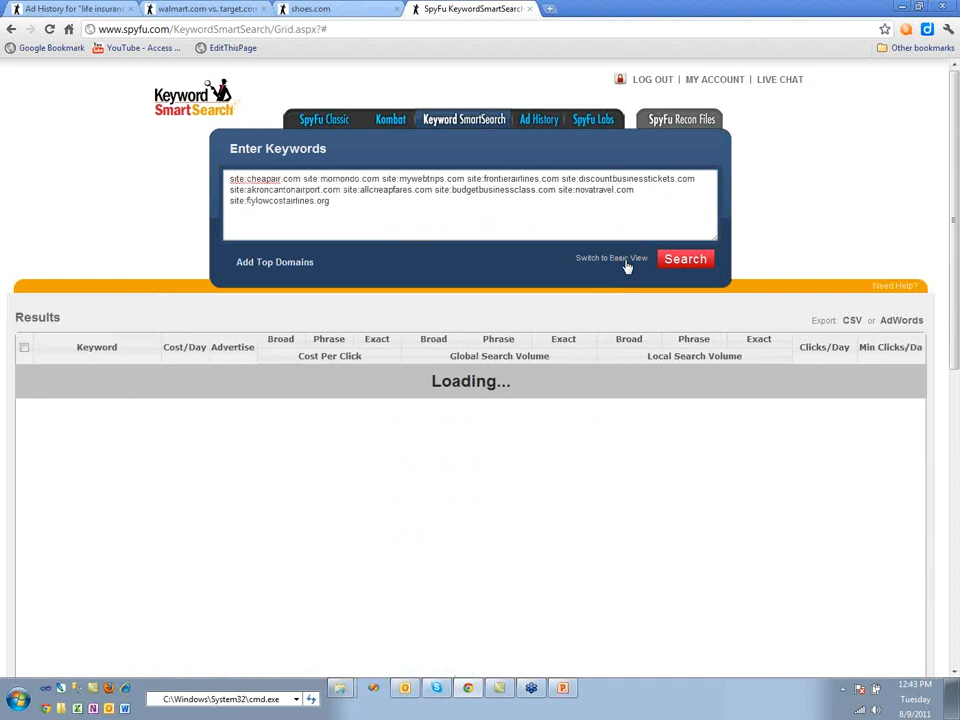 Ad History for "life insuranc
walmart.com vs. target.com
shoes.com
SpyFu KeywordSmartSearch
www.spyfu.com/KeywordSmartSearch/Grid.aspx?#
Google Bookmark YouTube - Access ... EditThisPage Other bookmarks
LOG OUT | MY ACCOUNT | LIVE CHAT
Keyword
SmartSearch
SpyFu Classic Kombat Keyword SmartSearch Ad History SpyFu Labs SpyFu Recon Files
Enter Keywords
site:cheapair.com site:momondo.com site:mywebtrips.com site:frontierairlines.com site:discountbusinesstickets.com
site:akroncantonairport.com site:allcheapfares.com site:budgetbusinessclass.com site:novatravel.com
site:flylowcostairlines.org
Add Top Domains Switch to Basic View Search
Need Help?
Results
Export: CSV or AdWords
Keyword Cost/Day Advertise Broad Phrase Exact Broad Phrase Exact Broad Phrase Exact Clicks/Day Min Clicks/Da
Cost Per Click Global Search Volume Local Search Volume
Loading...
C:\Windows\System32\cmd.exe
12:43 PM
Tuesday
8/9/2011